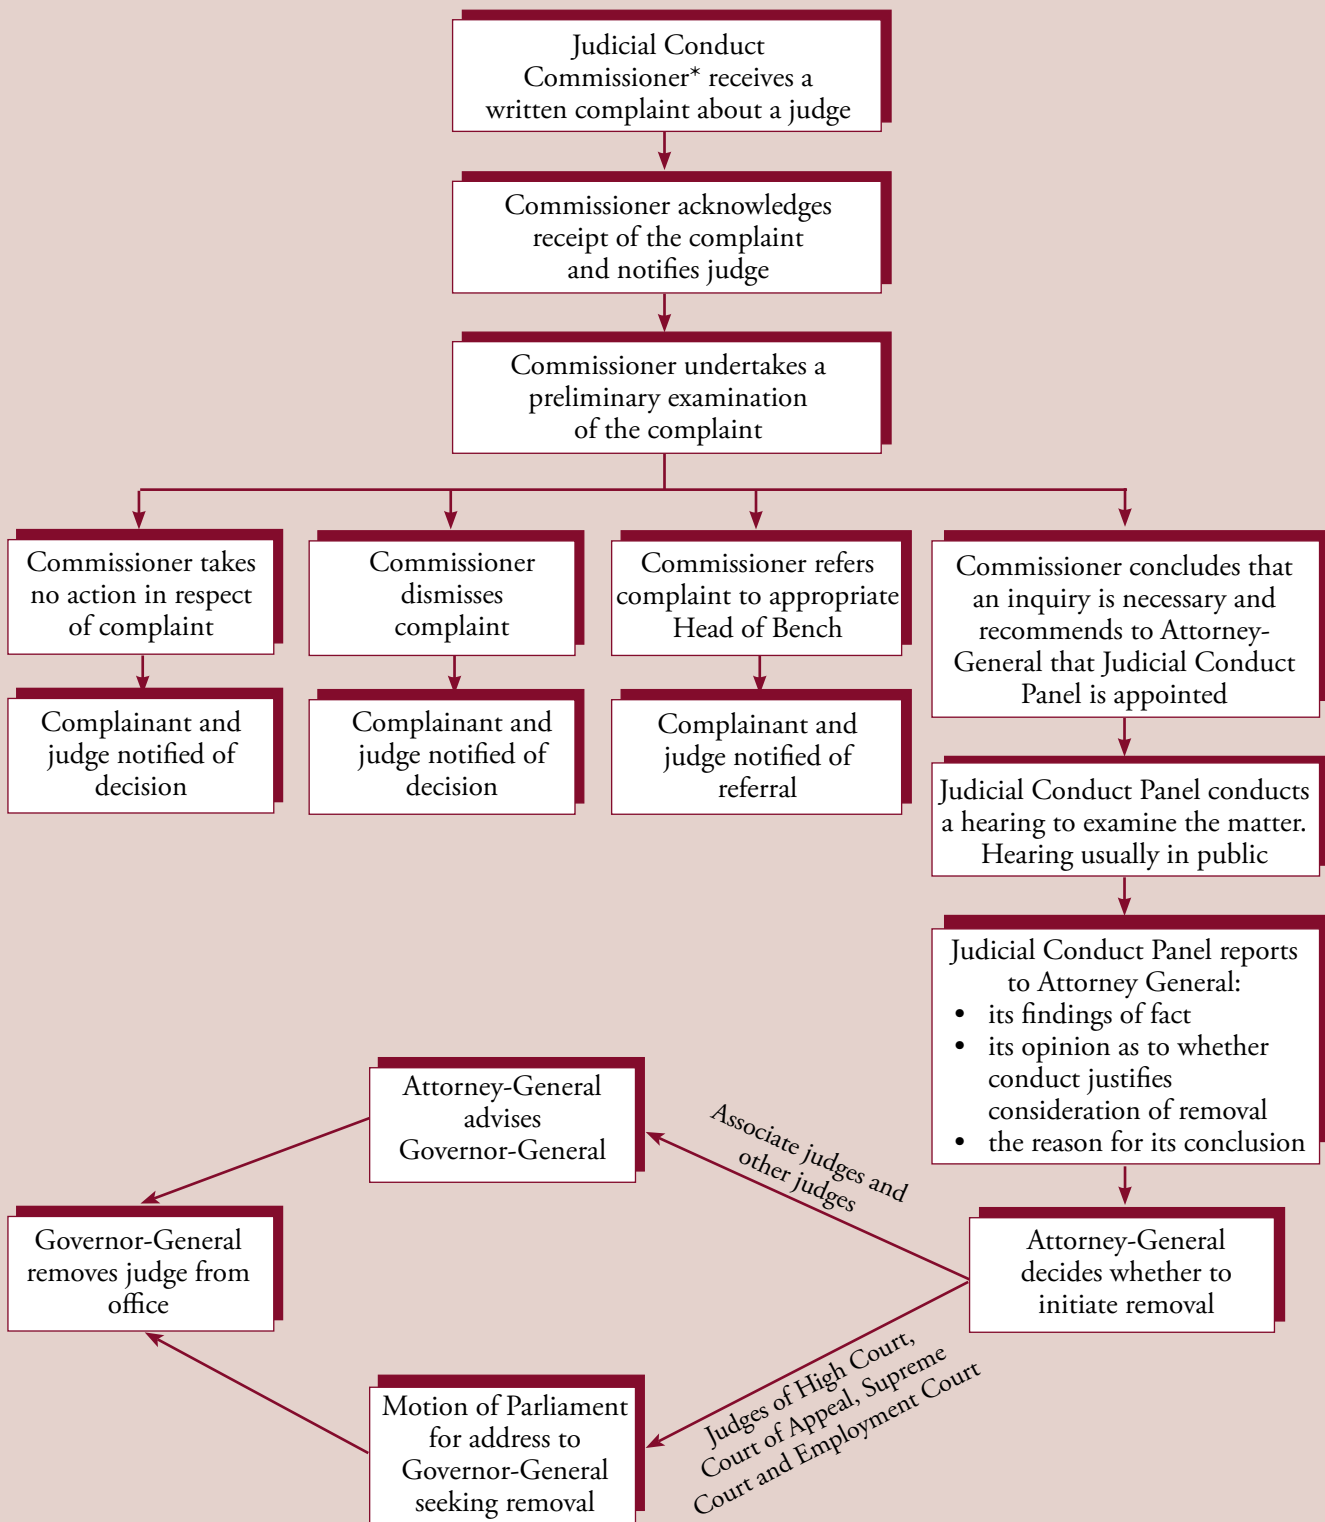 Judicial Conduct
Commissioner* receives a
written complaint about a judge
Commissioner acknowledges
receipt of the complaint
and notifies judge
Commissioner undertakes a
preliminary examination
of the complaint
Commissioner takes
no action in respect
of complaint
Commissioner
dismisses
complaint
Commissioner refers
complaint to appropriate
Head of Bench
Commissioner concludes that
an inquiry is necessary and
recommends to Attorney-
General that Judicial Conduct
Panel is appointed
Complainant and
judge notified of
decision
Complainant and
judge notified of
decision
Complainant and
judge notified of
referral
Judicial Conduct Panel conducts
a hearing to examine the matter.
Hearing usually in public
Judicial Conduct Panel reports
to Attorney General:
• its findings of fact
• its opinion as to whether
conduct justifies
consideration of removal
• the reason for its conclusion
Attorney-General
decides whether to
initiate removal
Associate judges and
other judges
Attorney-General
advises
Governor-General
Judges of High Court,
Court of Appeal, Supreme
Court and Employment Court
Motion of Parliament
for address to
Governor-General
seeking removal
Governor-General
removes judge from
office